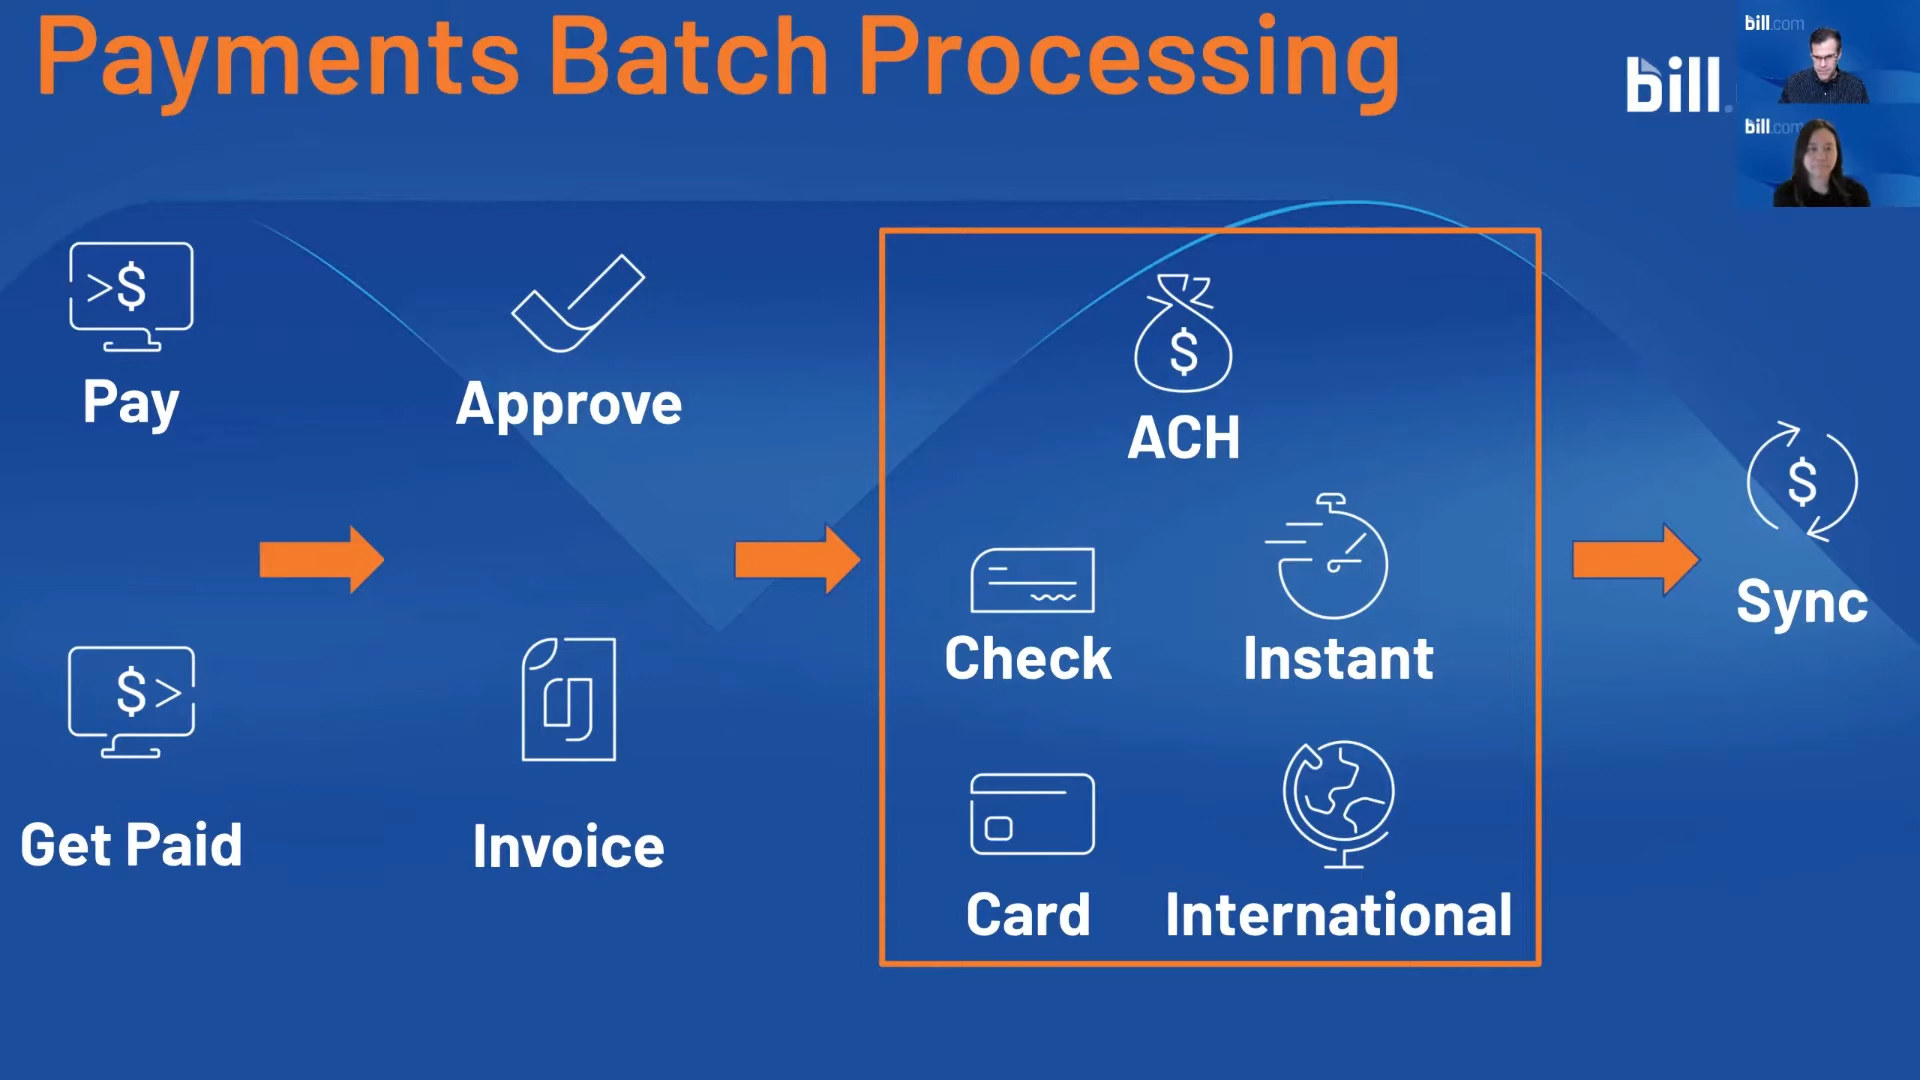 Payments Batch Processing
bill.
bill.com
bill.com
>$
Pay
Approve
$
ACH
$
Sync
Check
Instant
$>
Get Paid
Invoice
Card
International